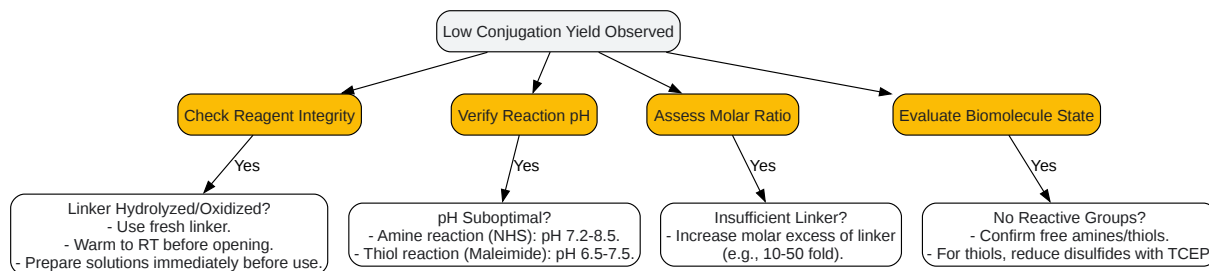 Low Conjugation Yield Observed
Check Reagent Integrity
Verify Reaction pH
Assess Molar Ratio
Evaluate Biomolecule State
Yes
Yes
Yes
Yes
Linker Hydrolyzed/Oxidized?
- Use fresh linker.
- Warm to RT before opening.
- Prepare solutions immediately before use.
pH Suboptimal?
- Amine reaction (NHS): pH 7.2-8.5.
- Thiol reaction (Maleimide): pH 6.5-7.5.
Insufficient Linker?
- Increase molar excess of linker
(e.g., 10-50 fold).
No Reactive Groups?
- Confirm free amines/thiols.
- For thiols, reduce disulfides with TCEP.